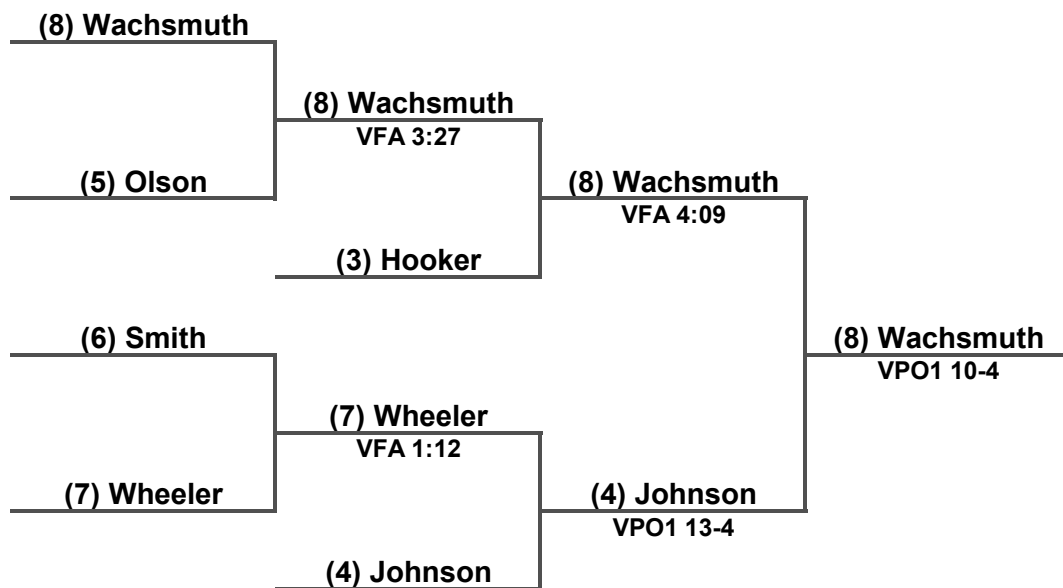 (8) Wachsmuth
(8) Wachsmuth
VFA 3:27
(5) Olson
(8) Wachsmuth
VFA 4:09
(3) Hooker
(6) Smith
(8) Wachsmuth
VPO1 10-4
(7) Wheeler
VFA 1:12
(7) Wheeler
(4) Johnson
VPO1 13-4
(4) Johnson